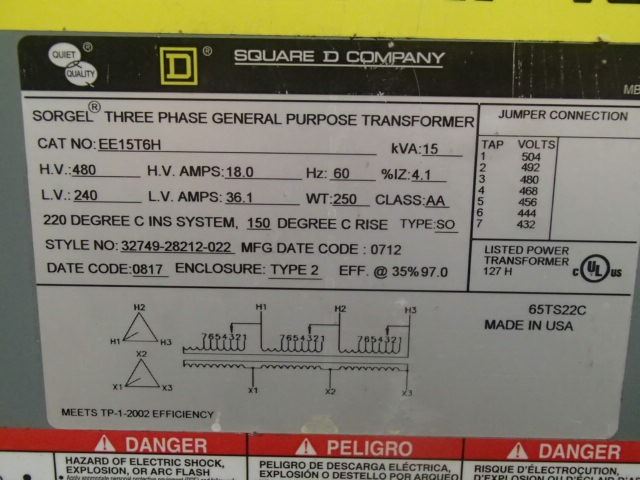 QUIET ®
QUALITY
D ®
SQUARE D COMPANY
MB
SORGEL® THREE PHASE GENERAL PURPOSE TRANSFORMER
CAT NO: EE15T6H kVA: 15
H.V.: 480 H.V. AMPS: 18.0 Hz: 60 %IZ: 4.1
L.V.: 240 L.V. AMPS: 36.1 WT: 250 CLASS: AA
220 DEGREE C INS SYSTEM, 150 DEGREE C RISE TYPE: SO
STYLE NO: 32749-28212-022 MFG DATE CODE : 0712
DATE CODE: 0817 ENCLOSURE: TYPE 2 EFF. @ 35% 97.0
JUMPER CONNECTION
TAP VOLTS
1 504
2 492
3 480
4 468
5 456
6 444
7 432
LISTED POWER
TRANSFORMER
127 H
C UL US ®
H2
H1 H3
X2
X1 X3
H1 H2 H3
7654321 7654321 7654321
X1 X2 X3
65TS22C
MADE IN USA
MEETS TP-1-2002 EFFICIENCY
DANGER
HAZARD OF ELECTRIC SHOCK,
EXPLOSION, OR ARC FLASH
PELIGRO
PELIGRO DE DESCARGA ELÉCTRICA,
EXPLOSIÓN O DESTELLO POR ARQUEO
DANGER
RISQUE D'ÉLECTROCUTION,